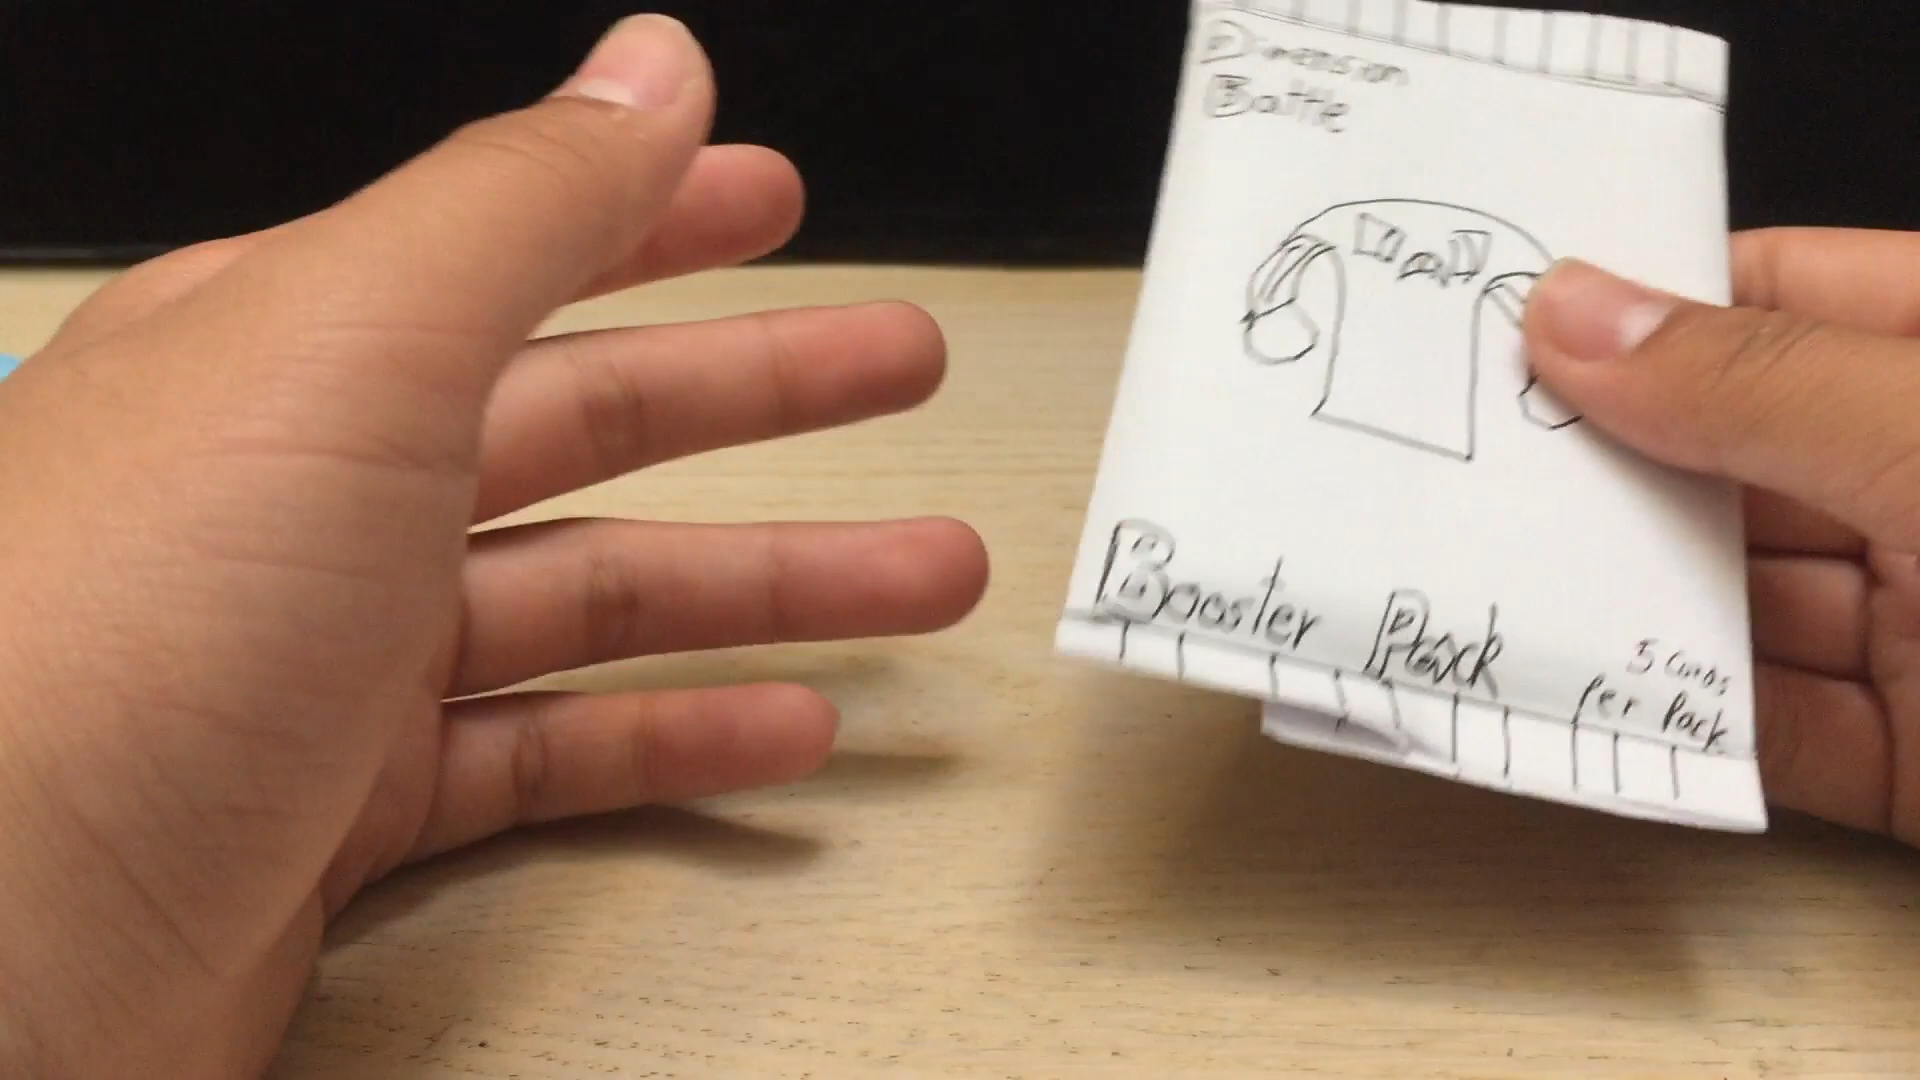 Dimension
Battle
Booster Pack
5 Cards
Per Pack